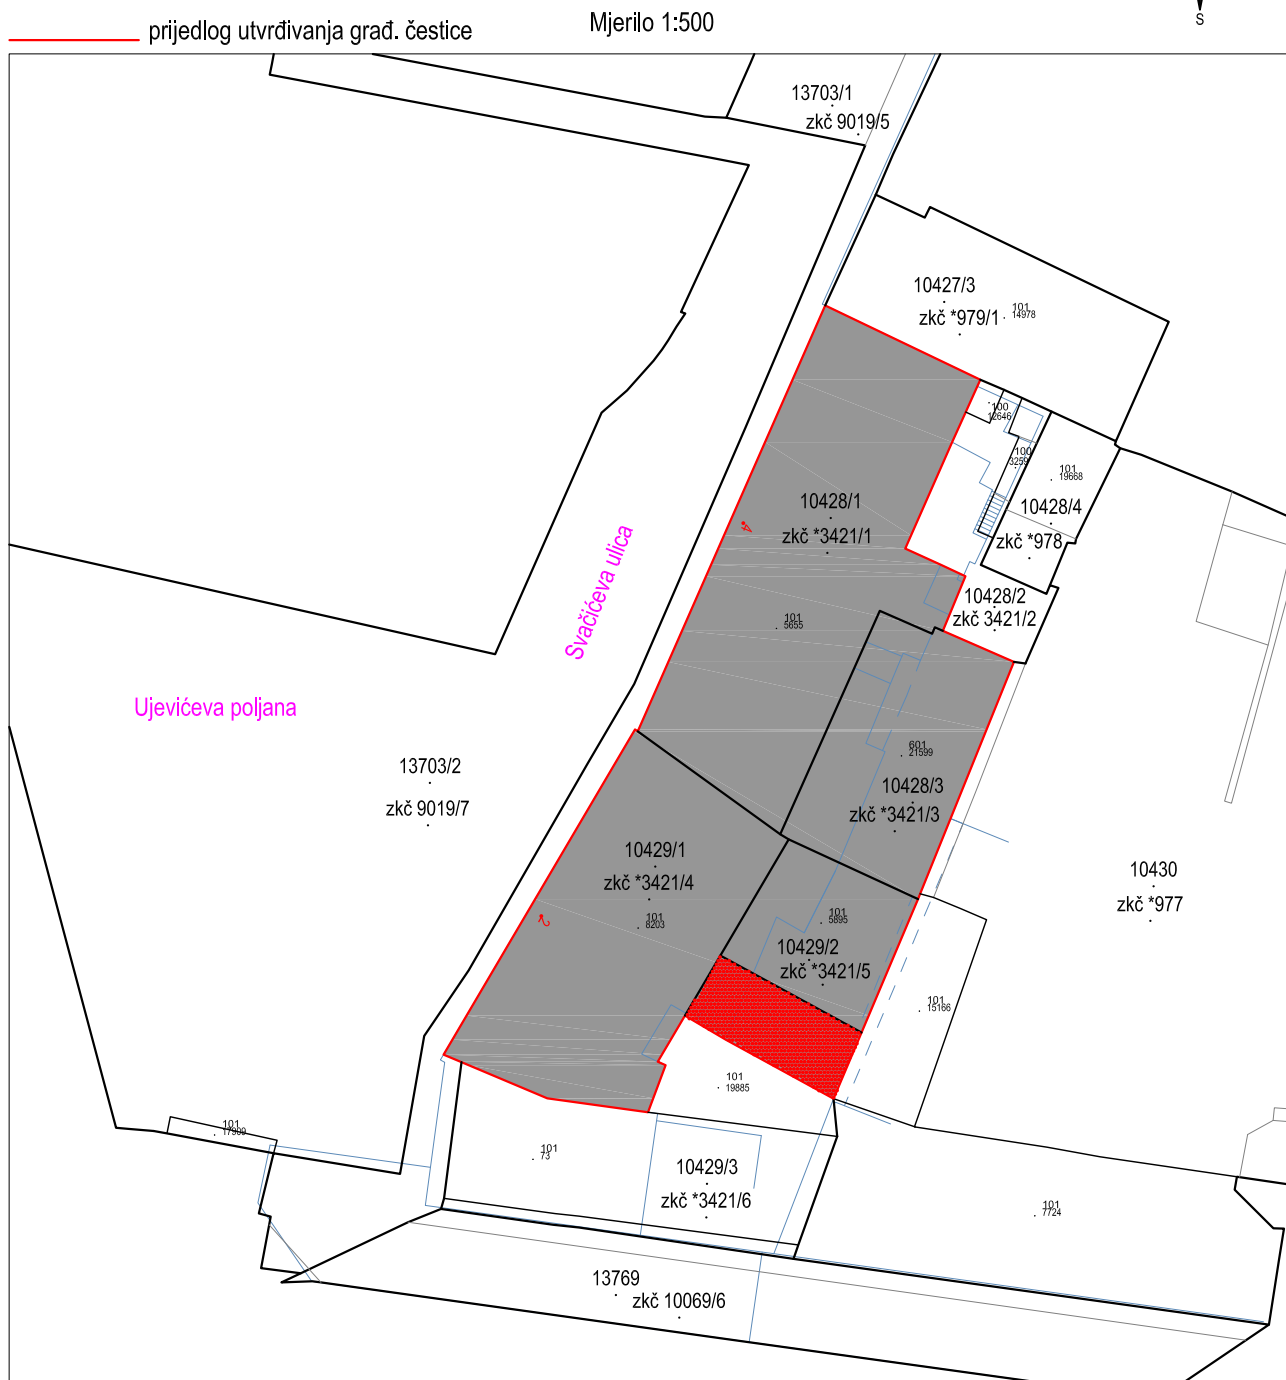 S
prijedlog utvrđivanja građ. čestice
Mjerilo 1:500
13703/1
zkč 9019/5
10427/3
zkč *979/1
101
14978
100
12646
100
3259
101
19668
10428/4
zkč *978
10428/1
zkč *3421/1
4
Svačićeva ulica
10428/2
zkč 3421/2
101
5655
Ujevićeva poljana
601
21599
13703/2
zkč 9019/7
10428/3
zkč *3421/3
10429/1
zkč *3421/4
10430
zkč *977
101
8203
2
101
5895
10429/2
zkč *3421/5
101
15166
101
19885
101
17909
101
73
10429/3
zkč *3421/6
101
7724
13769
zkč 10069/6